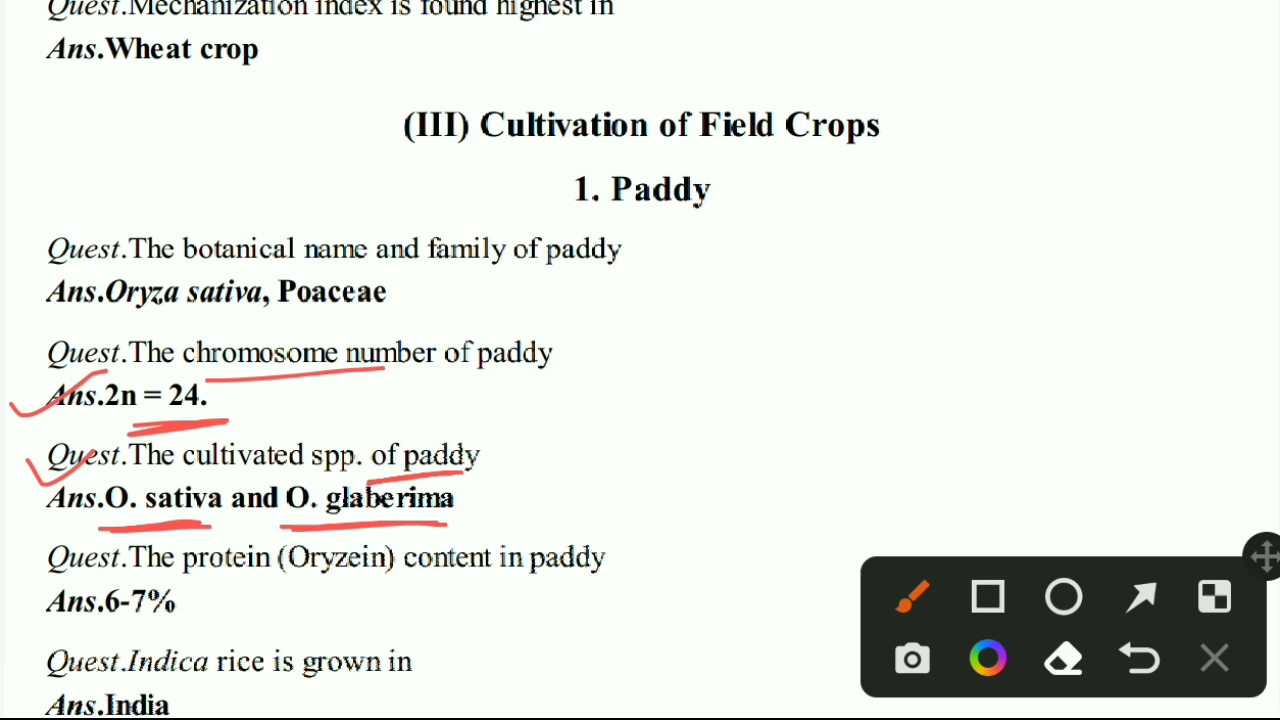 Quest.Mechanization index is found highest in
Ans.Wheat crop
(III) Cultivation of Field Crops
1. Paddy
Quest.The botanical name and family of paddy
Ans.Oryza sativa, Poaceae
Quest.The chromosome number of paddy
Ans.2n = 24.
Quest.The cultivated spp. of paddy
Ans.O. sativa and O. glaberima
Quest.The protein (Oryzein) content in paddy
Ans.6-7%
Quest.Indica rice is grown in
Ans.India